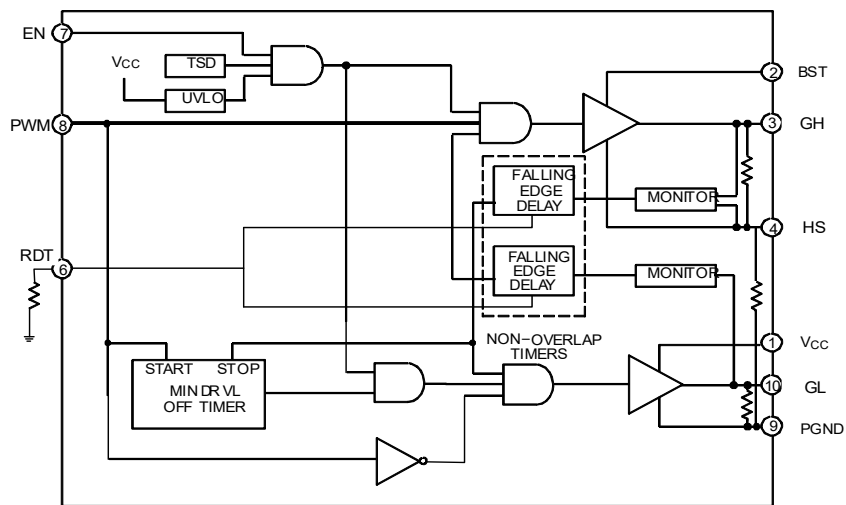 EN
7
VCC
TSD
UVLO
2
BST
PWM
8
3
GH
FALLING
EDGE
DELAY
MONITOR
4
HS
RDT
6
FALLING
EDGE
DELAY
MONITOR
NON-OVERLAP
TIMERS
1
VCC
START
STOP
MIN DRVL
OFF TIMER
10
GL
9
PGND